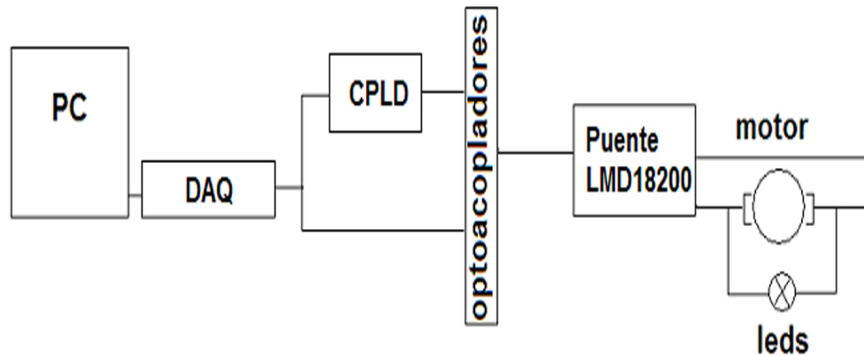 PC
DAQ
CPLD
optoacopladores
Puente
LMD18200
motor
leds